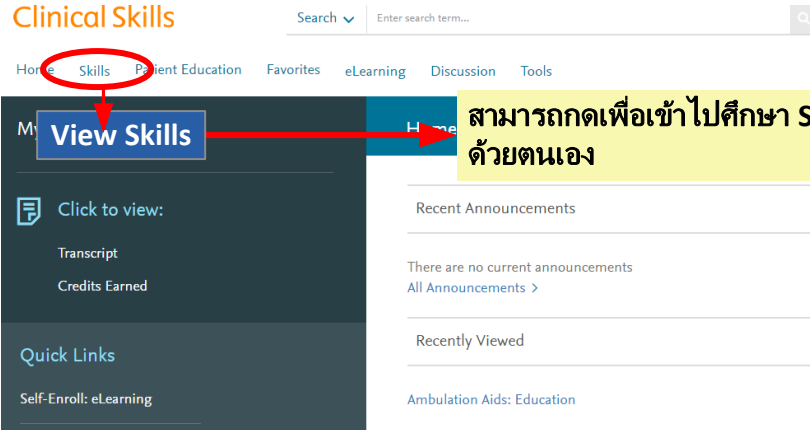 Clinical Skills
Search
Enter search term...
Home Skills Patient Education Favorites eLearning Discussion Tools
My
View Skills
Home
สามารถกดเพื่อเข้าไปศึกษา S
ด้วยตนเอง
Click to view:
Recent Announcements
Transcript
There are no current announcements
Credits Earned
All Announcements >
Recently Viewed
Quick Links
Self-Enroll: eLearning
Ambulation Aids: Education